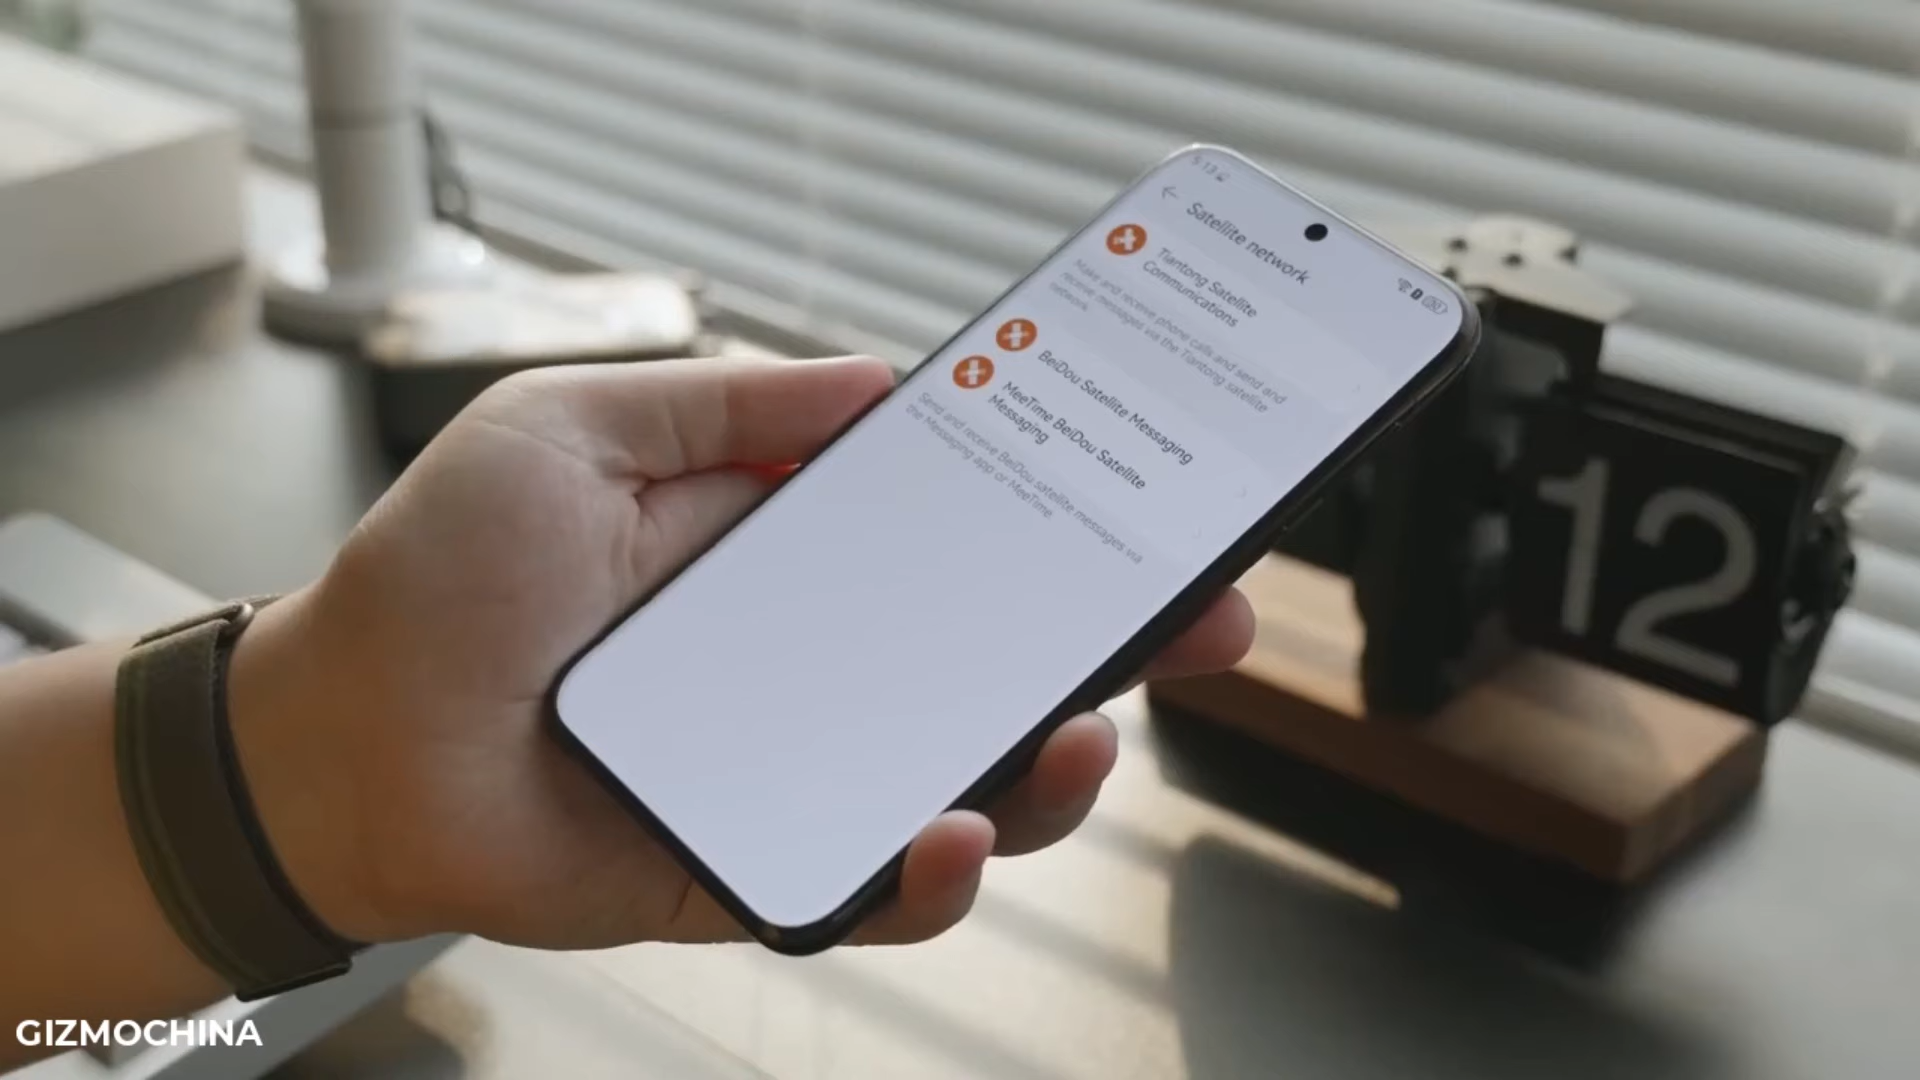 5:13
Satellite network
Tiantong Satellite
Communications
Make and receive phone calls and send and
receive messages via the Tiantong satellite
network.
BeiDou Satellite Messaging
MeeTime BeiDou Satellite
Messaging
Send and receive BeiDou satellite messages via
the Messaging app or MeeTime.
12
GIZMOCHINA